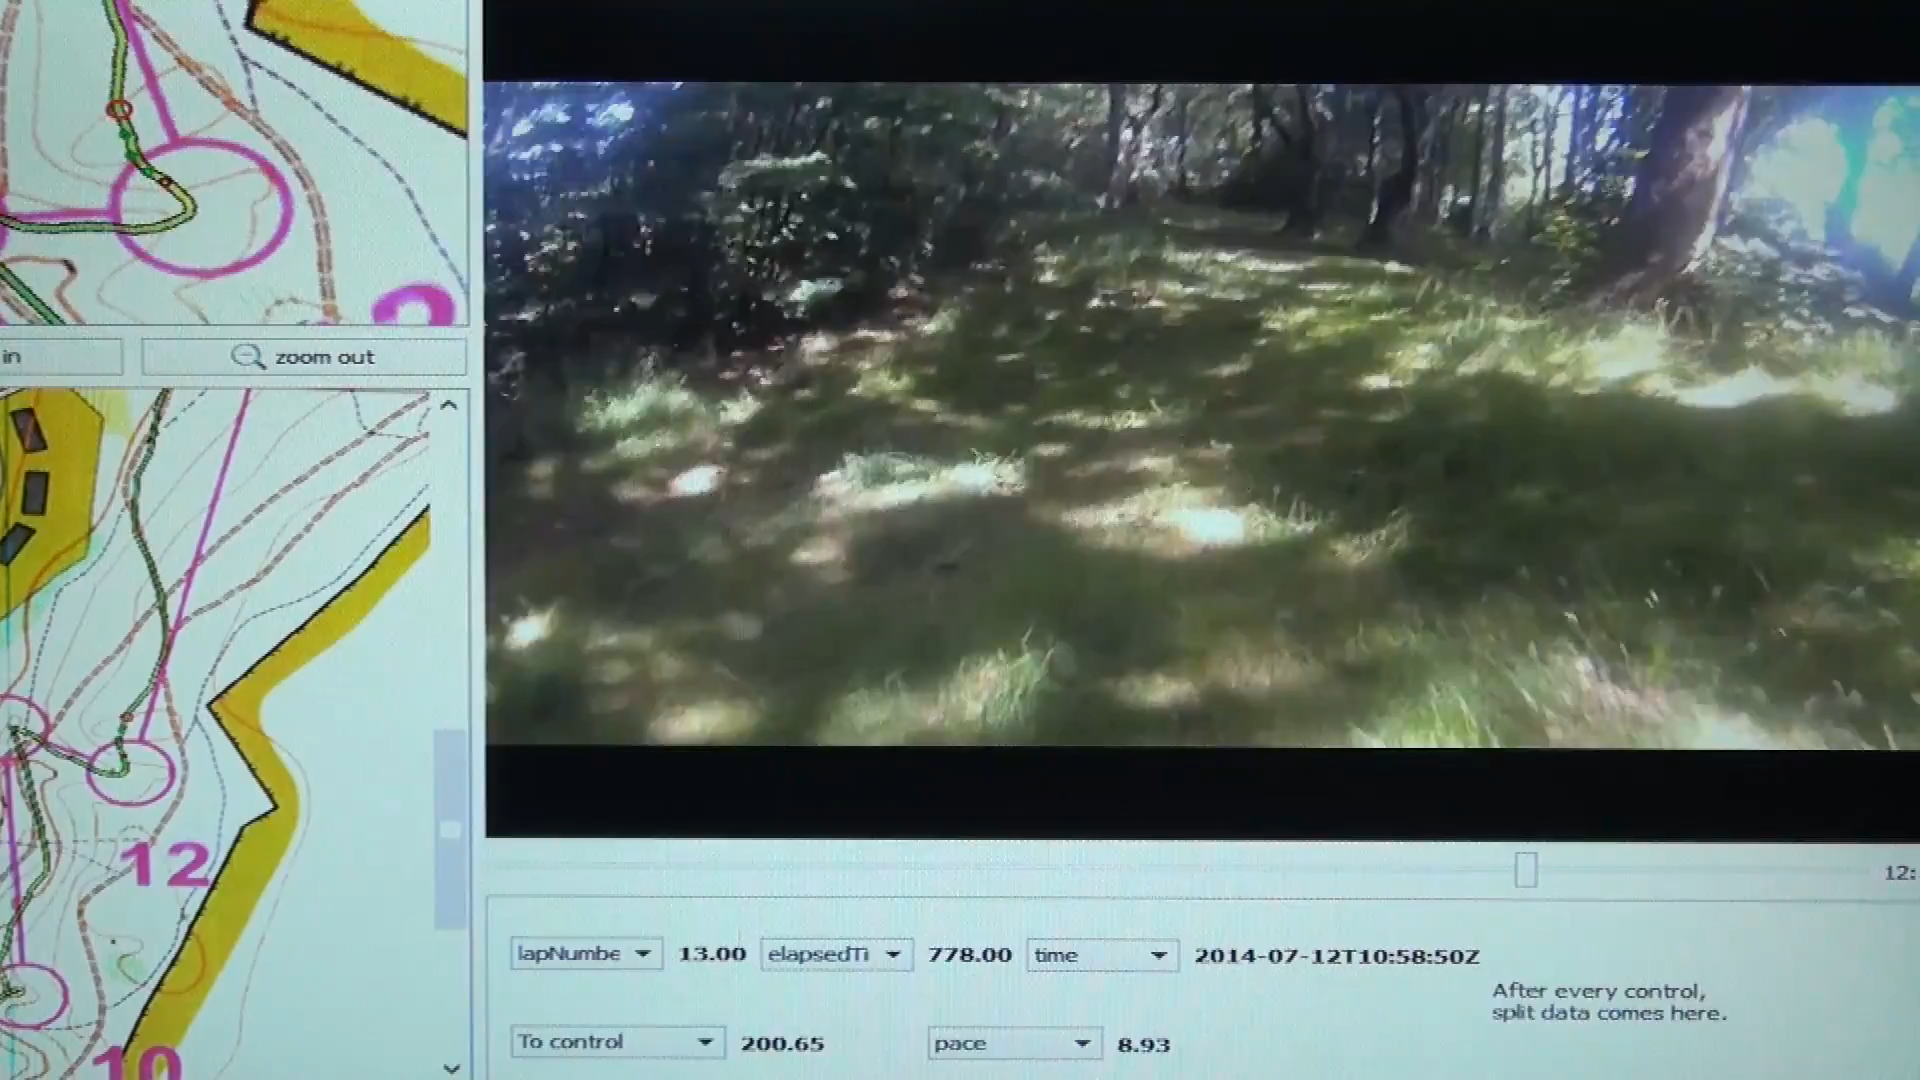 in
zoom out
12
10
12:
lapNumbe 13.00 elapsedTi 778.00 time 2014-07-12T10:58:50Z
After every control,
split data comes here.
To control 200.65 pace 8.93